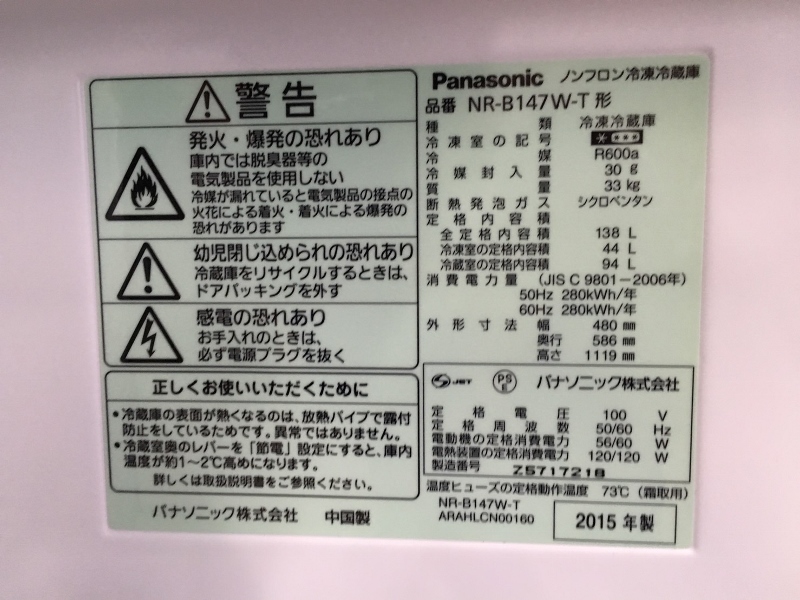 警告
発火・爆発の恐れあり
庫内では脱臭器等の
電気製品を使用しない
冷媒が漏れていると電気製品の接点の
火花による着火・着火による爆発の
恐れがあります
幼児閉じ込められの恐れあり
冷蔵庫をリサイクルするときは、
ドアパッキングを外す
感電の恐れあり
お手入れのときは、
必ず電源プラグを抜く
正しくお使いいただくために
•冷蔵庫の表面が熱くなるのは、放熱パイプで露付
防止をしているためです。異常ではありません。
•冷蔵室奥のレバーを「節電」設定にすると、庫内
温度が約1〜2℃高めになります。
詳しくは取扱説明書をご参照ください。
パナソニック株式会社 中国製
Panasonic ノンフロン冷凍冷蔵庫
品番 NR-B147W-T 形
種類 冷凍冷蔵庫
冷凍室の記号
冷媒 R600a
冷媒封入量 30 g
質量 33 kg
断熱発泡ガス シクロペンタン
定格内容積
全定格内容積 138 L
冷凍室の定格内容積 44 L
冷蔵室の定格内容積 94 L
消費電力量 (JIS C 9801−2006年)
50Hz 280kWh/年
60Hz 280kWh/年
外形寸法 幅 480 mm
奥行 586 mm
高さ 1119 mm
JET PS E パナソニック株式会社
定格電圧 100 V
定格周波数 50/60 Hz
電動機の定格消費電力 56/60 W
電熱装置の定格消費電力 120/120 W
製造番号 Z5717218
温度ヒューズの定格動作温度 73℃（霜取用）
NR-B147W-T
ARAHLCN00160
2015 年製